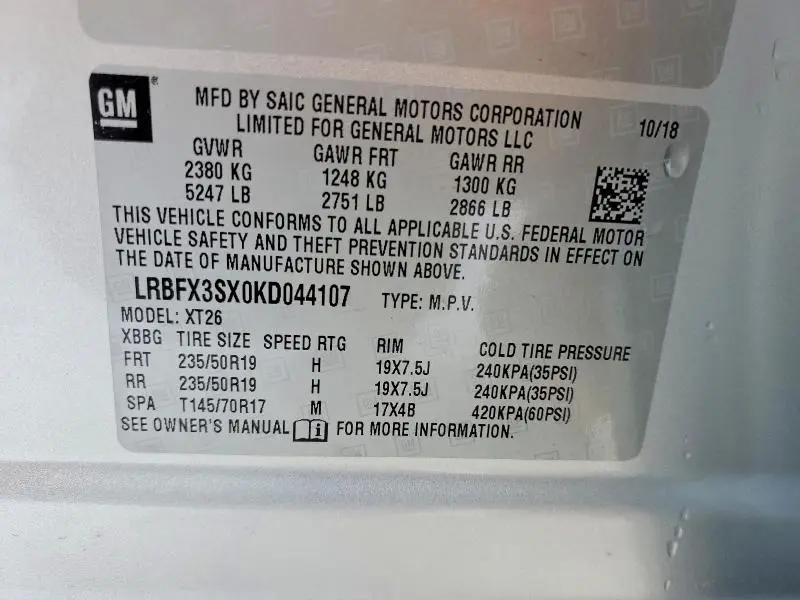 GM
MFD BY SAIC GENERAL MOTORS CORPORATION
LIMITED FOR GENERAL MOTORS LLC 10/18
GVWR GAWR FRT GAWR RR
2380 KG 1248 KG 1300 KG
5247 LB 2751 LB 2866 LB
THIS VEHICLE CONFORMS TO ALL APPLICABLE U.S. FEDERAL MOTOR
VEHICLE SAFETY AND THEFT PREVENTION STANDARDS IN EFFECT ON
THE DATE OF MANUFACTURE SHOWN ABOVE.
LRBFX3SX0KD044107 TYPE: M.P.V.
MODEL: XT26
XBBG TIRE SIZE SPEED RTG RIM COLD TIRE PRESSURE
FRT 235/50R19 H 19X7.5J 240KPA(35PSI)
RR 235/50R19 H 19X7.5J 240KPA(35PSI)
SPA T145/70R17 M 17X4B 420KPA(60PSI)
SEE OWNER'S MANUAL i FOR MORE INFORMATION.